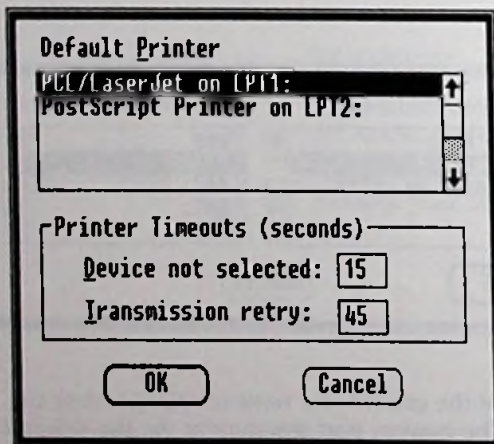 Default Printer
PCL/LaserJet on LPT1:
PostScript Printer on LPT2:
Printer Timeouts (seconds)
Device not selected: 15
Transmission retry: 45
OK Cancel